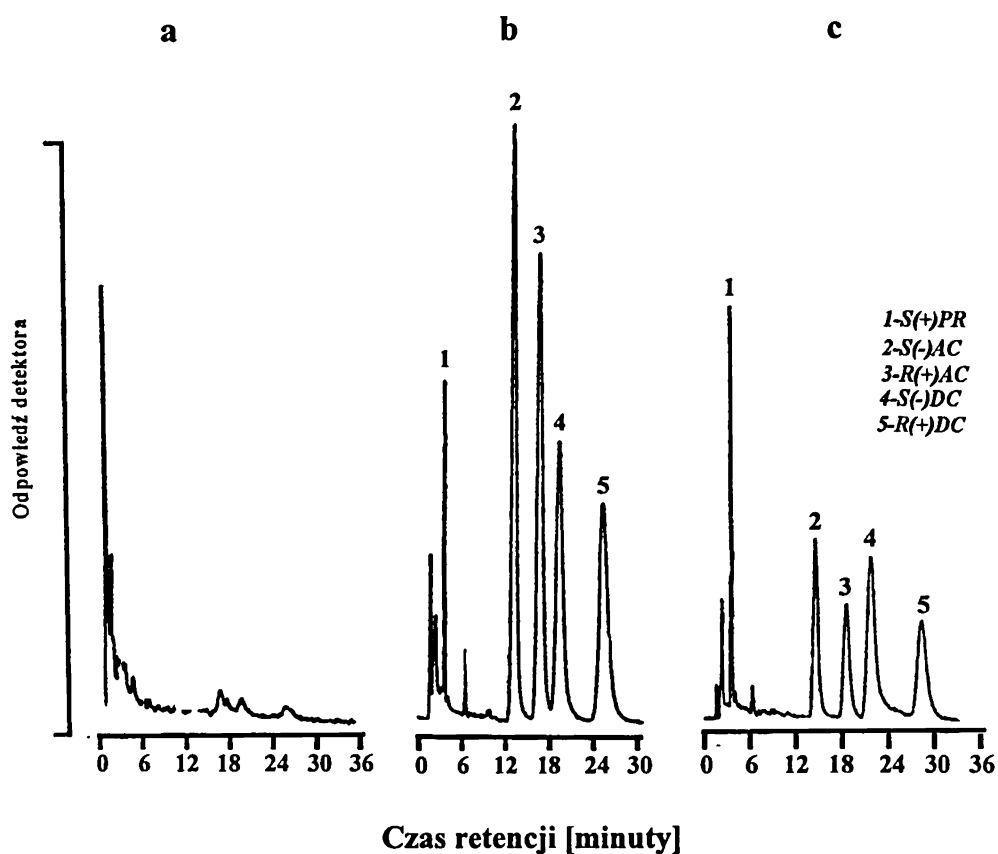 a b c
2
3
1
4
5
1
2
3
4
5
1-S(+)PR
2-S(-)AC
3-R(+)AC
4-S(-)DC
5-R(+)DC
Odpowiedź detektora
0 6 12 18 24 30 36
0 6 12 18 24 30
0 6 12 18 24 30 36
Czas retencji [minuty]